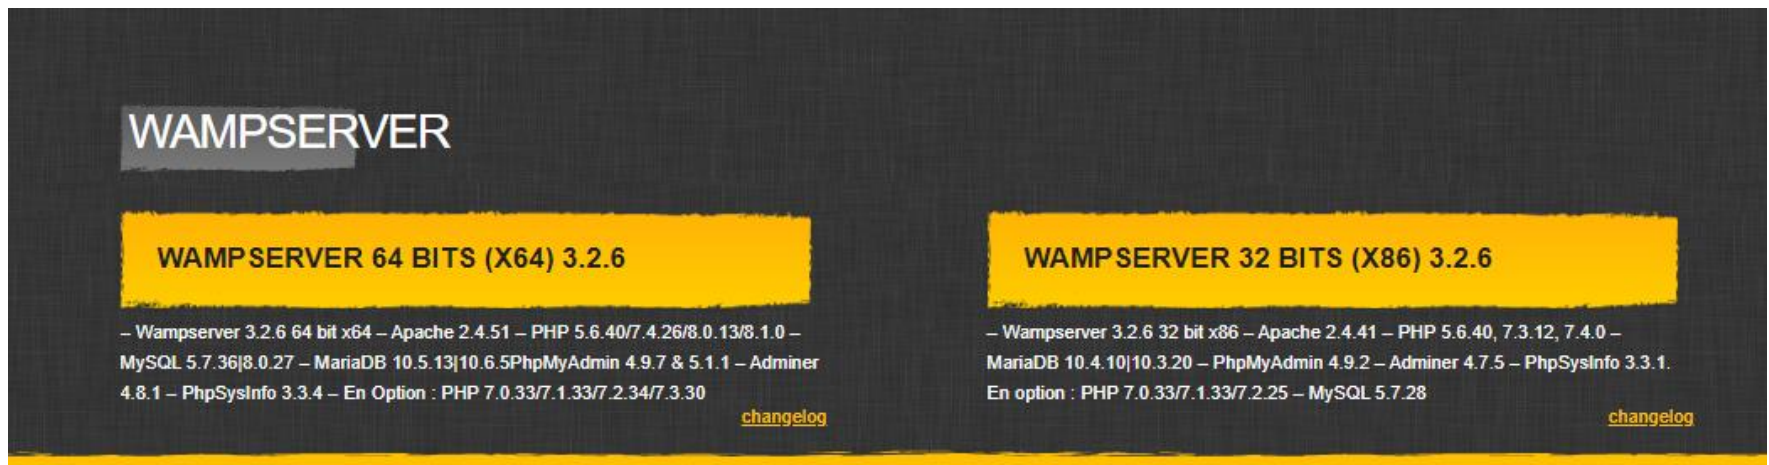 WAMPSERVER
WAMPSERVER 64 BITS (X64) 3.2.6
– Wampserver 3.2.6 64 bit x64 – Apache 2.4.51 – PHP 5.6.40/7.4.26/8.0.13/8.1.0 –
MySQL 5.7.36|8.0.27 – MariaDB 10.5.13|10.6.5PhpMyAdmin 4.9.7 & 5.1.1 – Adminer
4.8.1 – PhpSysInfo 3.3.4 – En Option : PHP 7.0.33/7.1.33/7.2.34/7.3.30
changelog
WAMPSERVER 32 BITS (X86) 3.2.6
– Wampserver 3.2.6 32 bit x86 – Apache 2.4.41 – PHP 5.6.40, 7.3.12, 7.4.0 –
MariaDB 10.4.10|10.3.20 – PhpMyAdmin 4.9.2 – Adminer 4.7.5 – PhpSysInfo 3.3.1.
En option : PHP 7.0.33/7.1.33/7.2.25 – MySQL 5.7.28
changelog